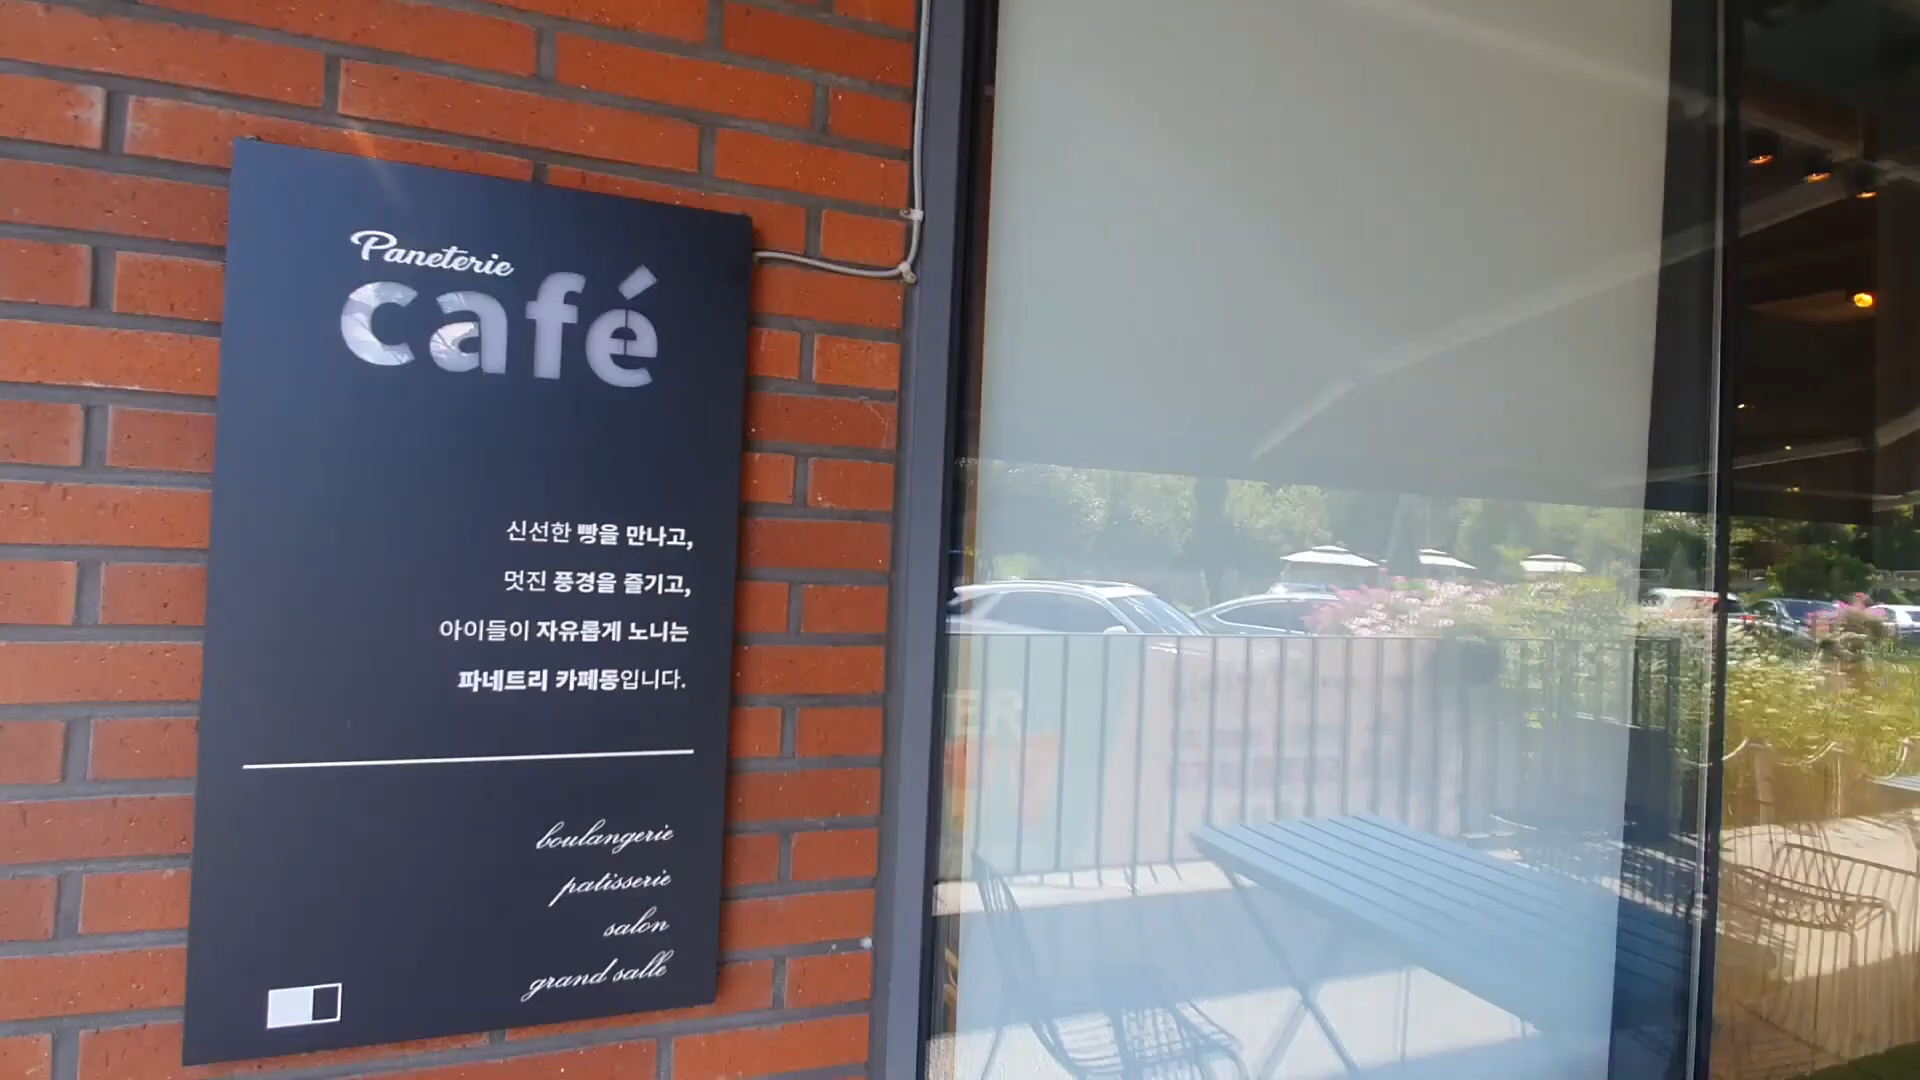 Paneterie
café
신선한 빵을 만나고,
멋진 풍경을 즐기고,
아이들이 자유롭게 노니는
파네트리 카페동입니다.
boulangerie
patisserie
salon
grand salle
ER